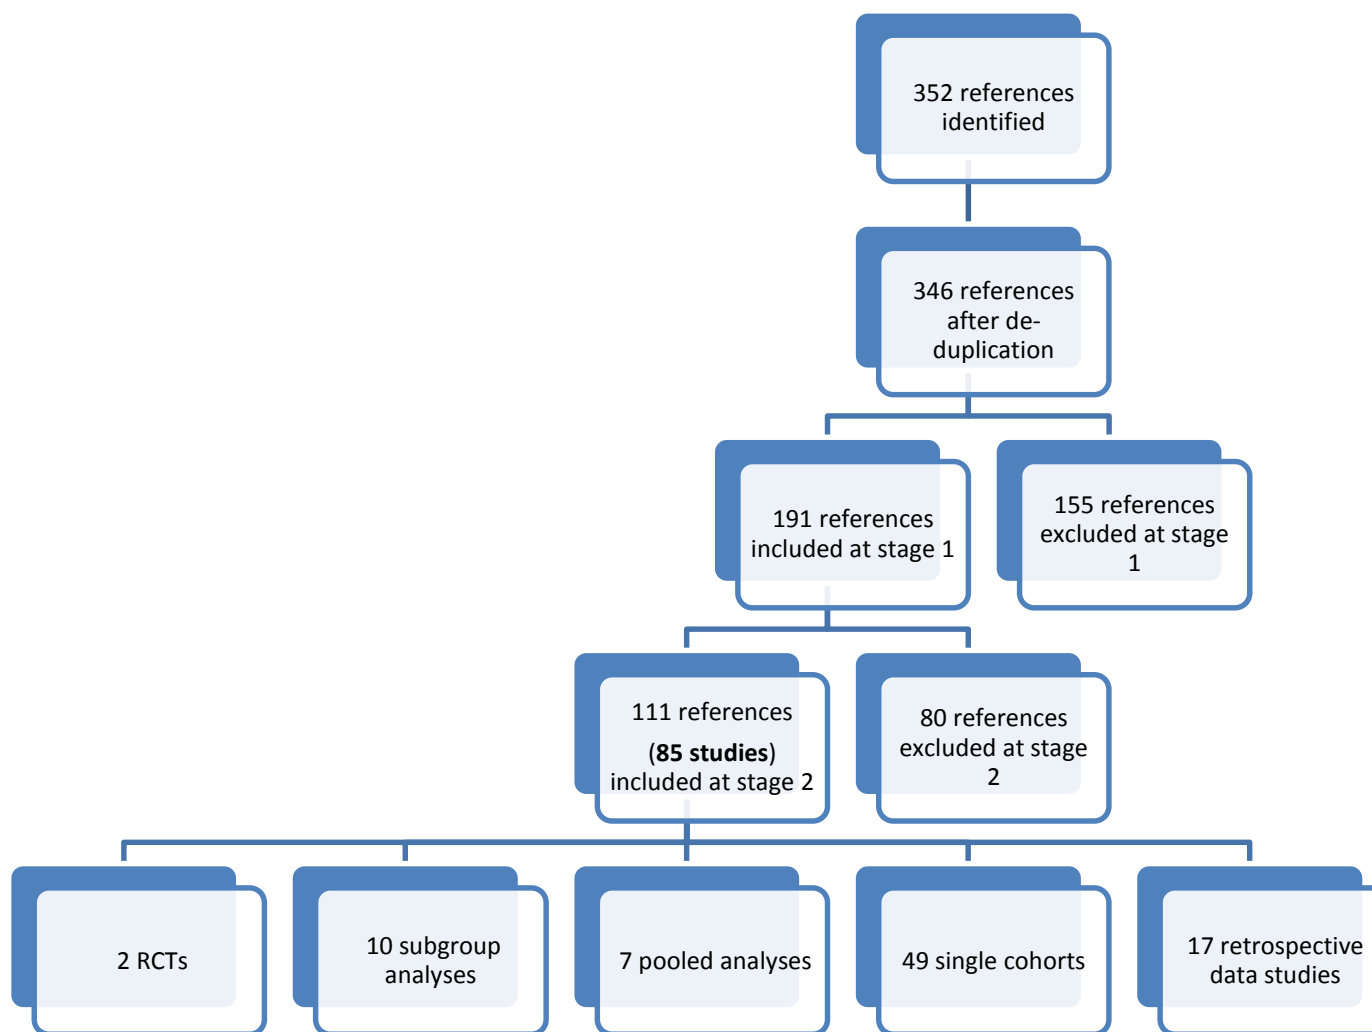 352 references
identified
346 references
after de-
duplication
191 references
included at stage 1
155 references
excluded at stage
1
111 references
(85 studies)
included at stage 2
80 references
excluded at stage
2
2 RCTs
10 subgroup
analyses
7 pooled analyses
49 single cohorts
17 retrospective
data studies